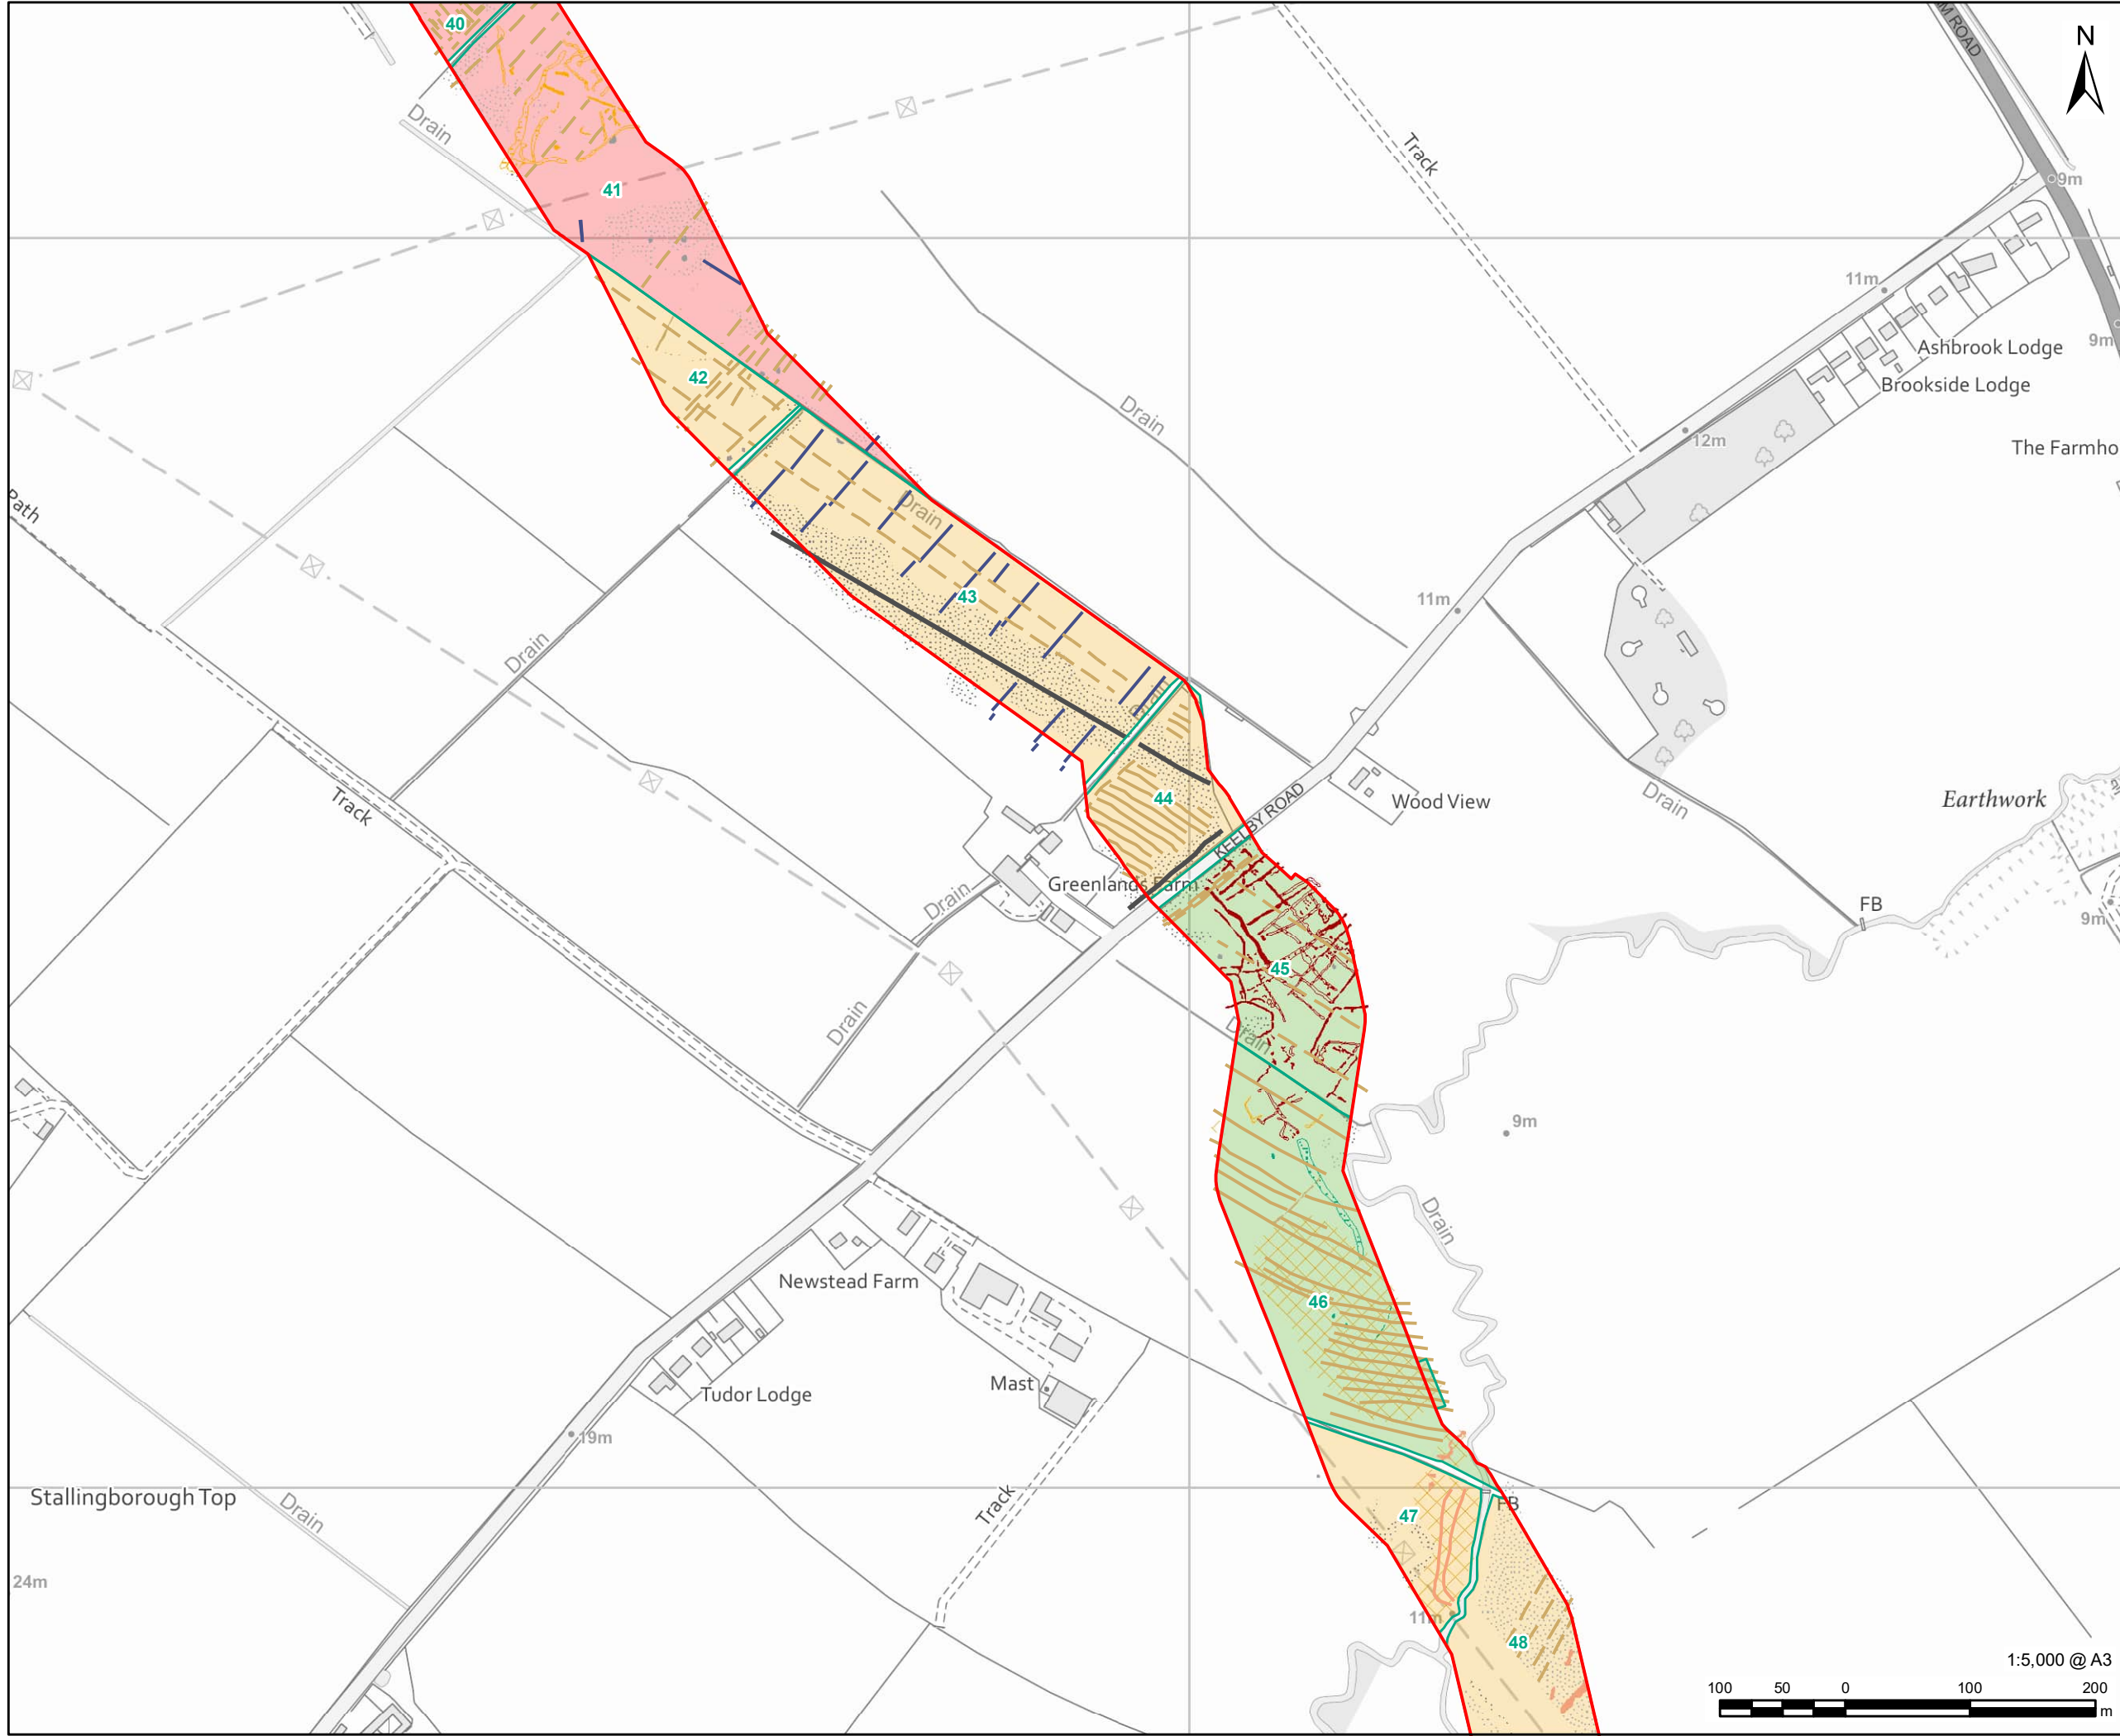 40
M ROAD
N
Drain
Track
41
9m
11m
Ashbrook Lodge
9m
42
Brookside Lodge
Drain
12m
The Farmho
Path
Drain
43
11m
Drain
Drain
Track
44
Wood View
Drain
Earthwork
KEELBY ROAD
Greenlands Farm
Drain
FB
9m
45
Drain
Drain
9m
Drain
Newstead Farm
46
Mast
Tudor Lodge
19m
Stallingborough Top
Drain
Track
FB
47
24m
11m
48
1:5,000 @ A3
100 50 0 100 200
m